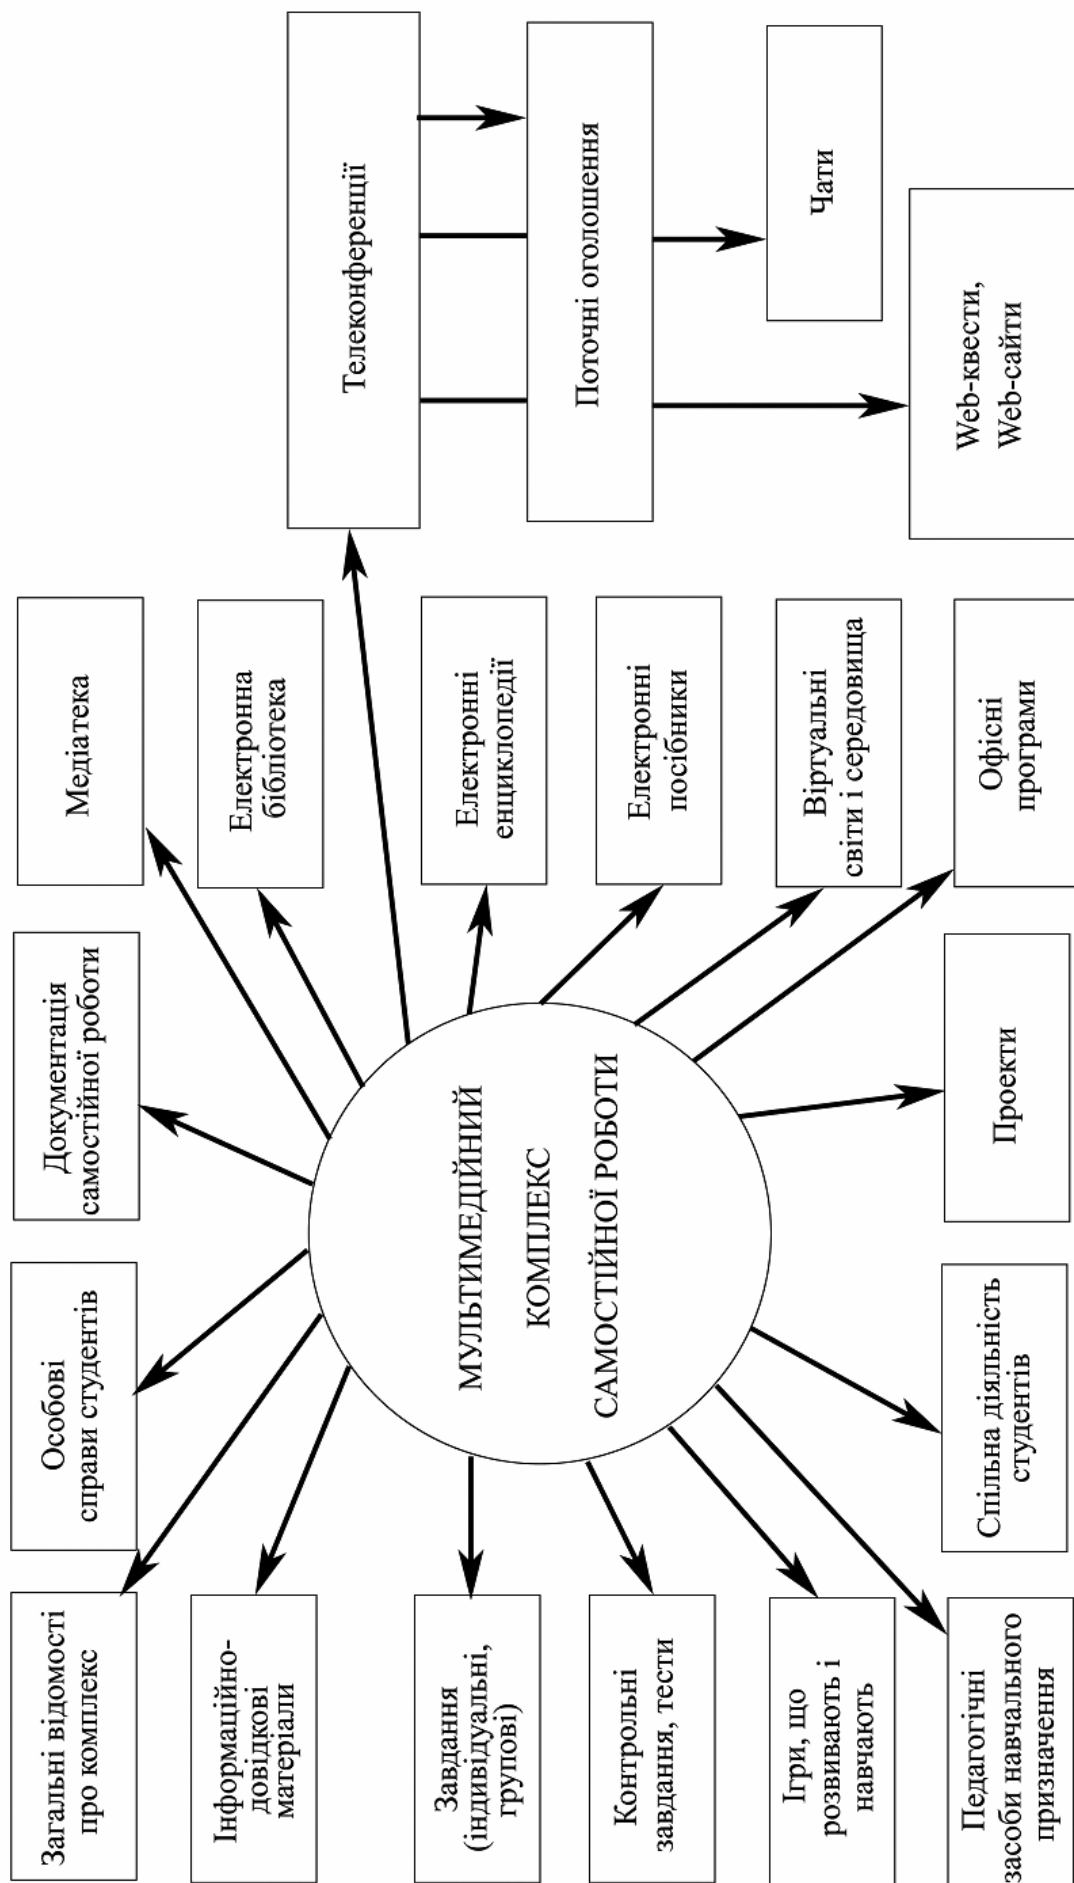 Загальні відомості
про комплекс
Особові
справи студентів
Документація
самостійної роботи
Медіатека
Інформаційно-
довідкові
матеріали
Електронна
бібліотека
Телеконференції
Завдання
(індивідуальні,
групові)
МУЛЬТИМЕДІЙНИЙ
КОМПЛЕКС
САМОСТІЙНОЇ РОБОТИ
Електронні
енциклопедії
Поточні оголошення
Контрольні
завдання, тести
Електронні
посібники
Чати
Ігри, що
розвивають і
навчають
Віртуальні
світи і середовища
Web-квести,
Web-сайти
Педагогічні
засоби навчального
призначення
Спільна діяльність
студентів
Проекти
Офісні
програми